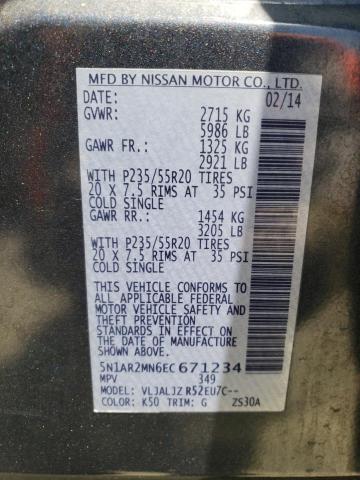 MFD BY NISSAN MOTOR CO., LTD.
DATE: 02/14
GVWR: 2715 KG
5986 LB
GAWR FR.: 1325 KG
2921 LB
WITH P235/55R20 TIRES
20 X 7.5 RIMS AT 35 PSI
COLD SINGLE
GAWR RR.: 1454 KG
3205 LB
WITH P235/55R20 TIRES
20 X 7.5 RIMS AT 35 PSI
COLD SINGLE
THIS VEHICLE CONFORMS TO
ALL APPLICABLE FEDERAL
MOTOR VEHICLE SAFETY
STANDARDS IN EFFECT ON
THE DATE OF MANUFACTURE
SHOWN ABOVE.
5N1AR2MN6EC671234
MPV 349
MODEL: VLJALJZ R52EU7C--
COLOR: K50 TRIM: G ZS30A